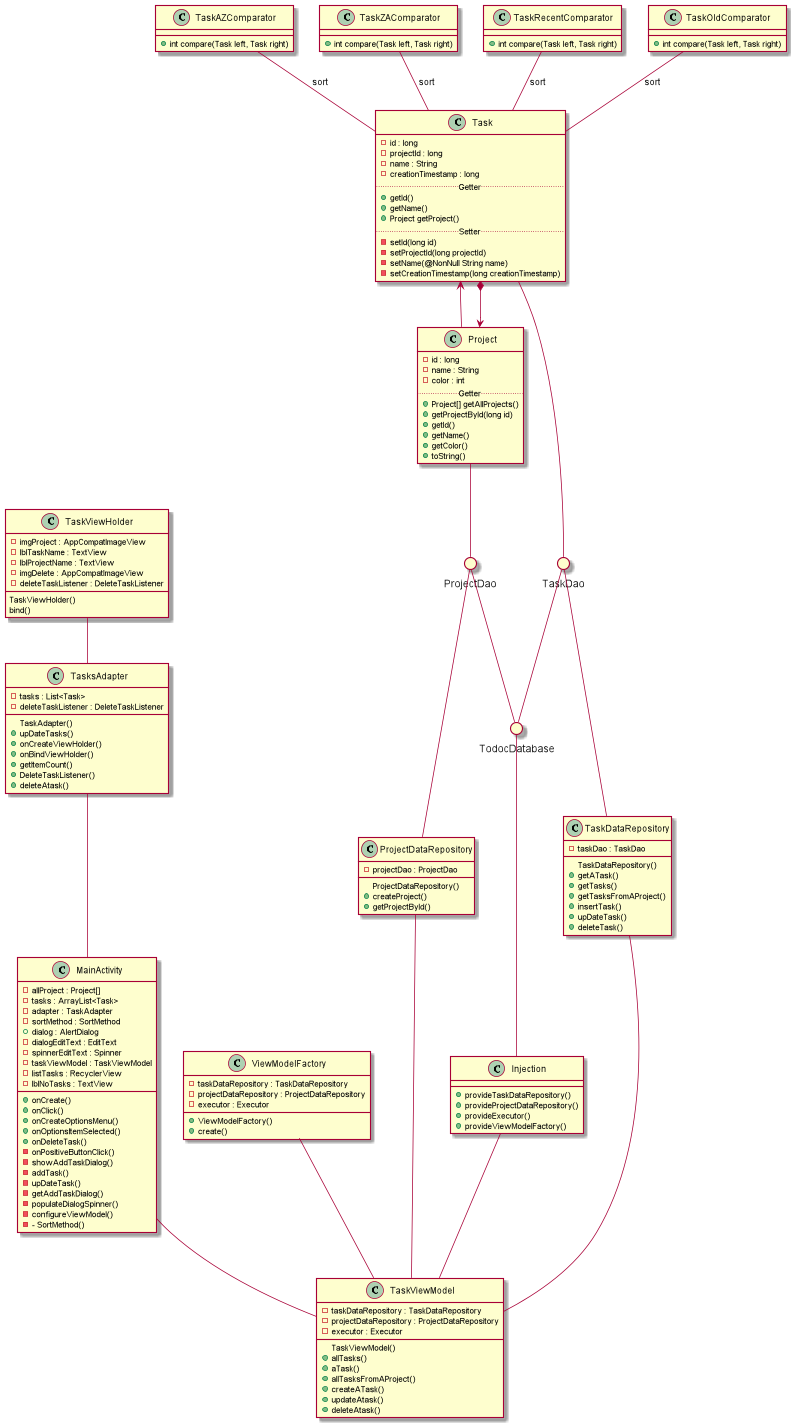 C TaskAZComparator
int compare(Task left, Task right)
C TaskZAComparator
int compare(Task left, Task right)
C TaskRecentComparator
int compare(Task left, Task right)
C TaskOldComparator
int compare(Task left, Task right)
sort
sort
sort
sort
C Task
id : long
projectId : long
name : String
creationTimestamp : long
Getter
getId()
getName()
Project getProject()
Setter
setId(long id)
setProjectId(long projectId)
setName(@NonNull String name)
setCreationTimestamp(long creationTimestamp)
C Project
id : long
name : String
color : int
Getter
Project[] getAllProjects()
getProjectById(long id)
getId()
getName()
getColor()
toString()
C TaskViewHolder
imgProject : AppCompatImageView
lblTaskName : TextView
lblProjectName : TextView
imgDelete : AppCompatImageView
deleteTaskListener : DeleteTaskListener
TaskViewHolder()
bind()
ProjectDao
TaskDao
C TasksAdapter
tasks : List<Task>
deleteTaskListener : DeleteTaskListener
TaskAdapter()
upDateTasks()
onCreateViewHolder()
onBindViewHolder()
getItemCount()
DeleteTaskListener()
deleteAtask()
TodocDatabase
C ProjectDataRepository
projectDao : ProjectDao
ProjectDataRepository()
createProject()
getProjectById()
C TaskDataRepository
taskDao : TaskDao
TaskDataRepository()
getATask()
getTasks()
getTasksFromAProject()
insertTask()
upDateTask()
deleteTask()
C MainActivity
allProject : Project[]
tasks : ArrayList<Task>
adapter : TaskAdapter
sortMethod : SortMethod
dialog : AlertDialog
dialogEditText : EditText
spinnerEditText : Spinner
taskViewModel : TaskViewModel
listTasks : RecyclerView
lblNoTasks : TextView
onCreate()
onClick()
onCreateOptionsMenu()
onOptionsItemSelected()
onDeleteTask()
onPositiveButtonClick()
showAddTaskDialog()
addTask()
upDateTask()
getAddTaskDialog()
populateDialogSpinner()
configureViewModel()
- SortMethod()
C ViewModelFactory
taskDataRepository : TaskDataRepository
projectDataRepository : ProjectDataRepository
executor : Executor
ViewModelFactory()
create()
C Injection
provideTaskDataRepository()
provideProjectDataRepository()
provideExecutor()
provideViewModelFactory()
C TaskViewModel
taskDataRepository : TaskDataRepository
projectDataRepository : ProjectDataRepository
executor : Executor
TaskViewModel()
allTasks()
aTask()
allTasksFromAProject()
createATask()
updateAtask()
deleteAtask()